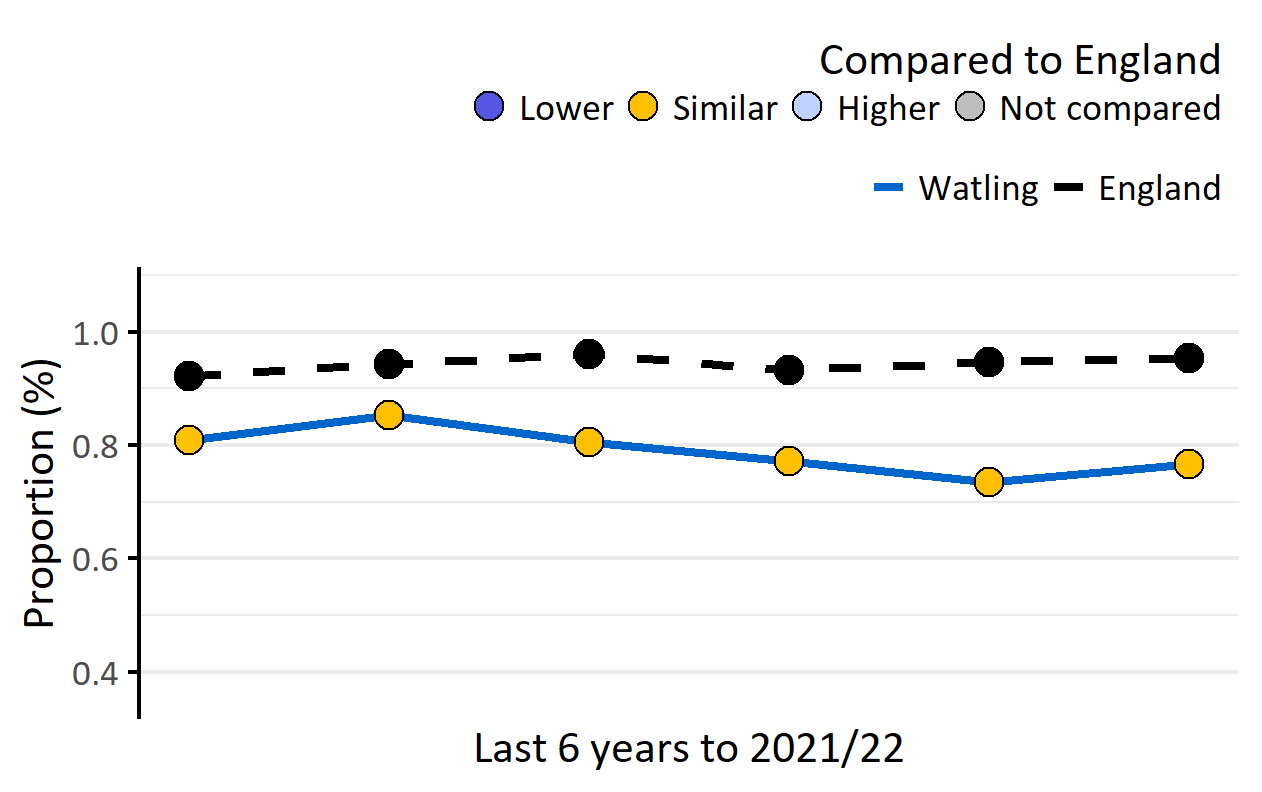 Compared to England
Lower Similar Higher Not compared
Watling England
Proportion (%)
1.0
0.8
0.6
0.4
Last 6 years to 2021/22